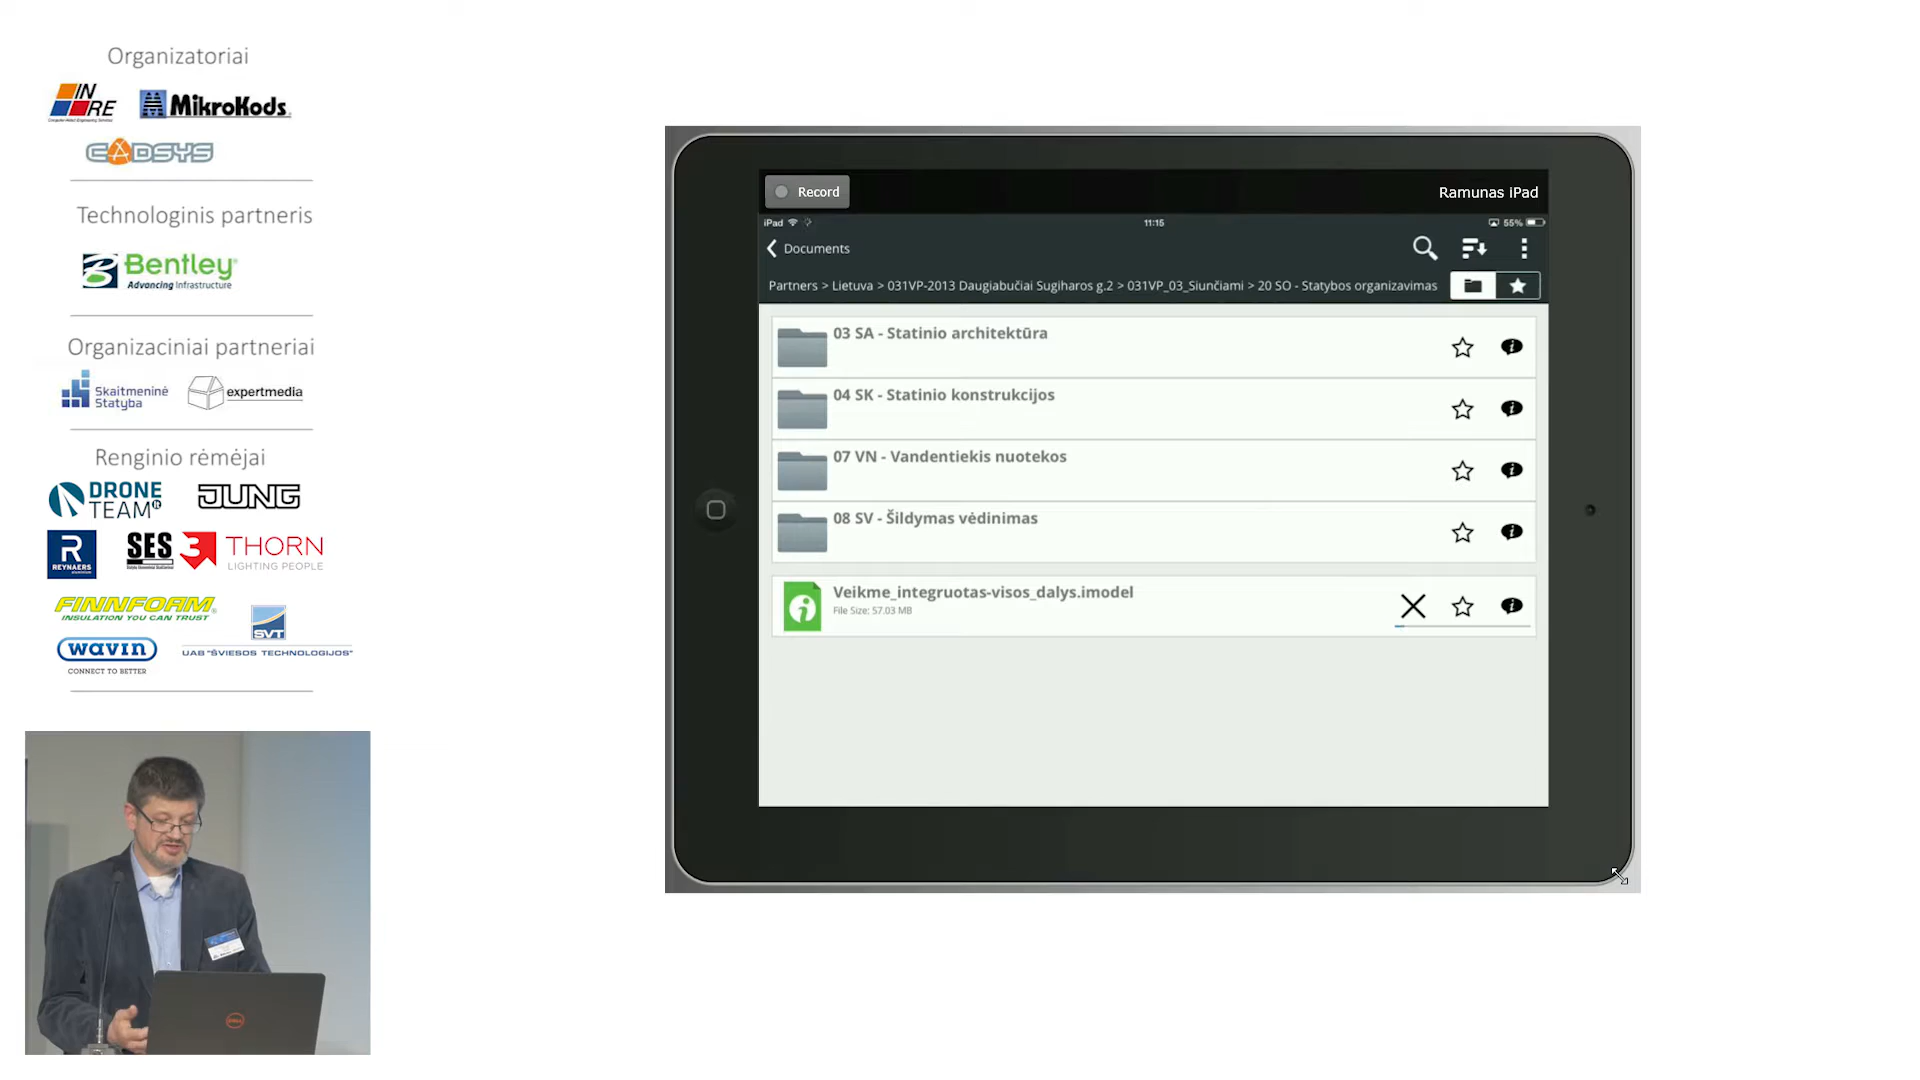 Organizatoriai
IN
RE
MikroKods
CADSYS
Technologinis partneris
Bentley
Advancing Infrastructure
Organizaciniai partneriai
Skaitmeninė
Statyba
expertmedia
Renginio rėmėjai
DRONE
TEAM
JUNG
R
REYNAERS
SES
THORN
LIGHTING PEOPLE
FINNFOAM
INSULATION YOU CAN TRUST
SVT
UAB "ŠVIESOS TECHNOLOGIJOS"
wavin
CONNECT TO BETTER
Record
Ramunas iPad
iPad
11:15
55%
Documents
Partners > Lietuva > 031VP-2013 Daugiabučiai Sugiharos g.2 > 031VP_03_Siunčiami > 20 SO - Statybos organizavimas
03 SA - Statinio architektūra
04 SK - Statinio konstrukcijos
07 VN - Vandentiekis nuotekos
08 SV - Šildymas vėdinimas
Veikme_integruotas-visos_dalys.imodel
File Size: 57.03 MB
DELL